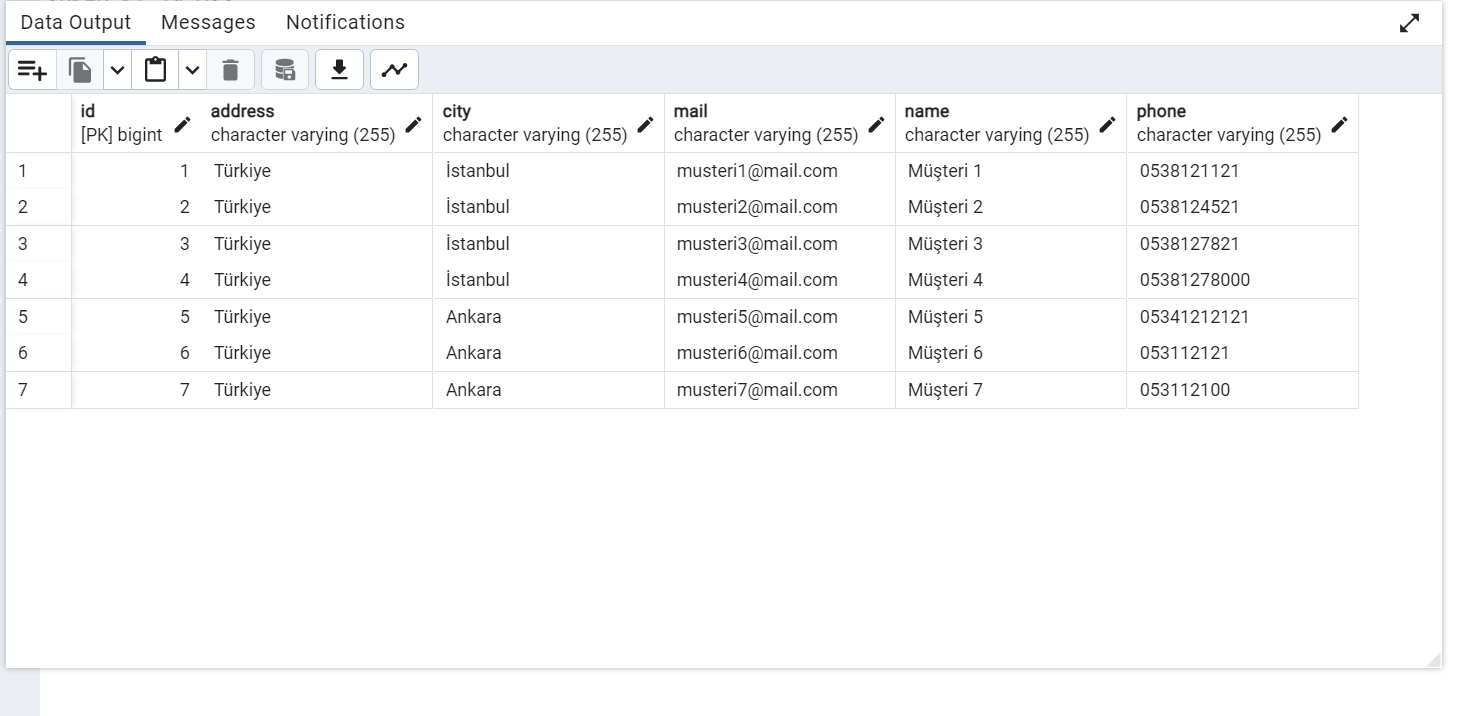 Data Output Messages Notifications
id address city mail name phone
[PK] bigint character varying (255) character varying (255) character varying (255) character varying (255) character varying (255)
1 1 Türkiye İstanbul musteri1@mail.com Müşteri 1 0538121121
2 2 Türkiye İstanbul musteri2@mail.com Müşteri 2 0538124521
3 3 Türkiye İstanbul musteri3@mail.com Müşteri 3 0538127821
4 4 Türkiye İstanbul musteri4@mail.com Müşteri 4 05381278000
5 5 Türkiye Ankara musteri5@mail.com Müşteri 5 05341212121
6 6 Türkiye Ankara musteri6@mail.com Müşteri 6 053112121
7 7 Türkiye Ankara musteri7@mail.com Müşteri 7 053112100